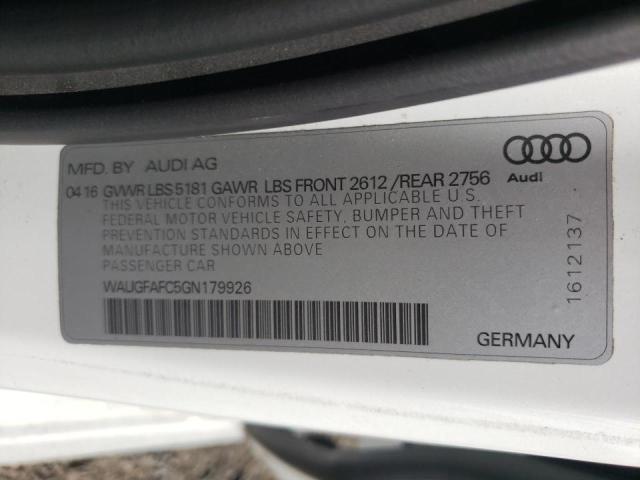 MFD. BY AUDI AG
04 16 GVWR LBS 5181 GAWR LBS FRONT 2612 / REAR 2756
THIS VEHICLE CONFORMS TO ALL APPLICABLE U.S.
FEDERAL MOTOR VEHICLE SAFETY, BUMPER AND THEFT
PREVENTION STANDARDS IN EFFECT ON THE DATE OF
MANUFACTURE SHOWN ABOVE
PASSENGER CAR
WAUGFAFC5GN179926
Audi
1612137
GERMANY